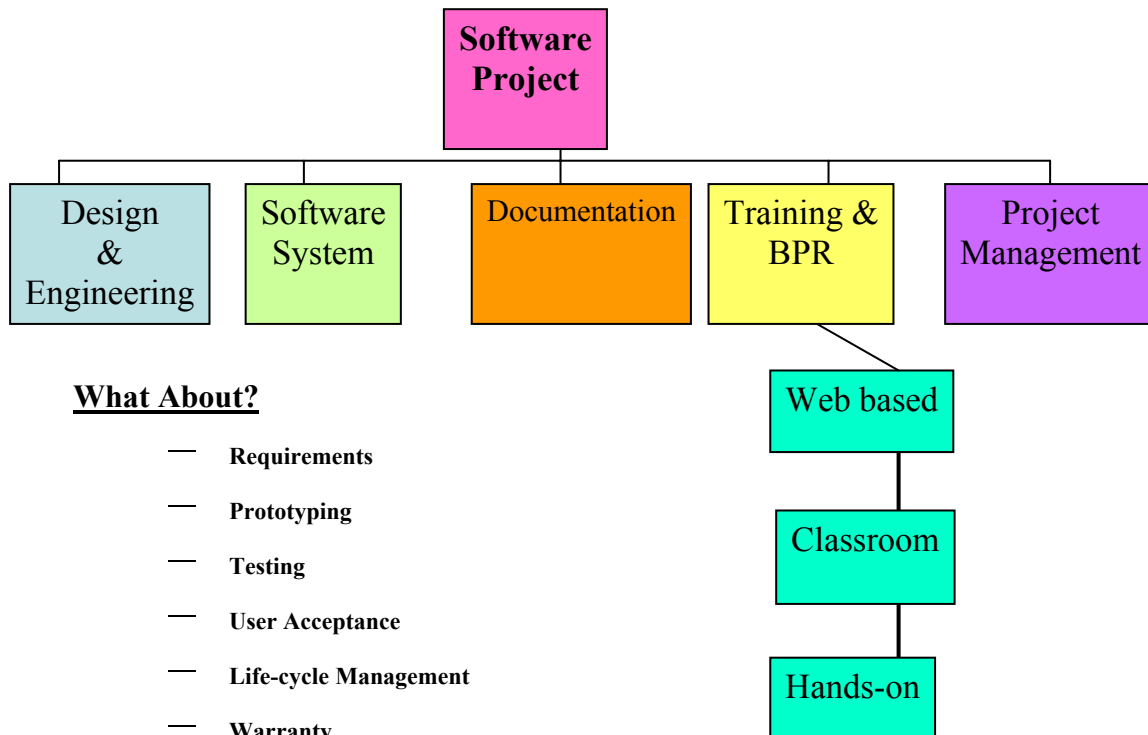 Software
Project
Design
&
Engineering
Software
System
Documentation
Training &
BPR
Project
Management
What About?
— Requirements
— Prototyping
— Testing
— User Acceptance
— Life-cycle Management
— Warranty
Web based
Classroom
Hands-on